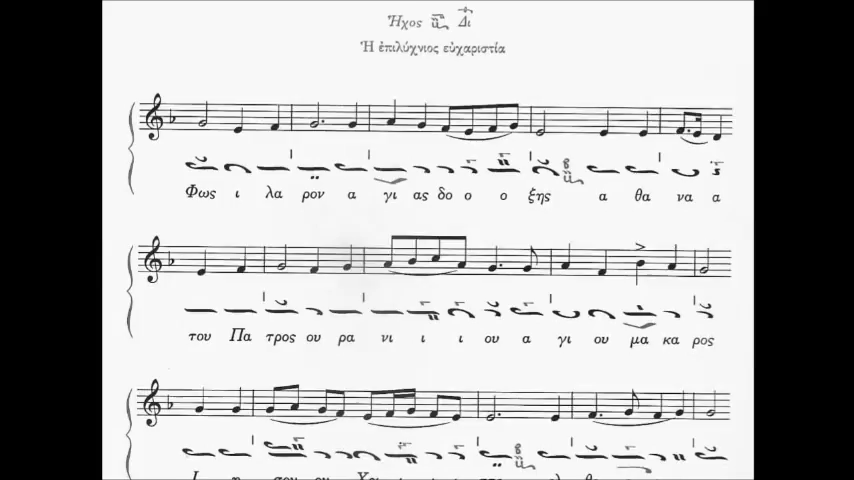 Ἦχος Δι
Ἡ ἐπιλύχνιος εὐχαριστία
Φως ι λα ρον α γι ας δο ο ο ξης α θα να α
του Πα τρος ου ρα νι ι ι ου α γι ου μα κα ρος